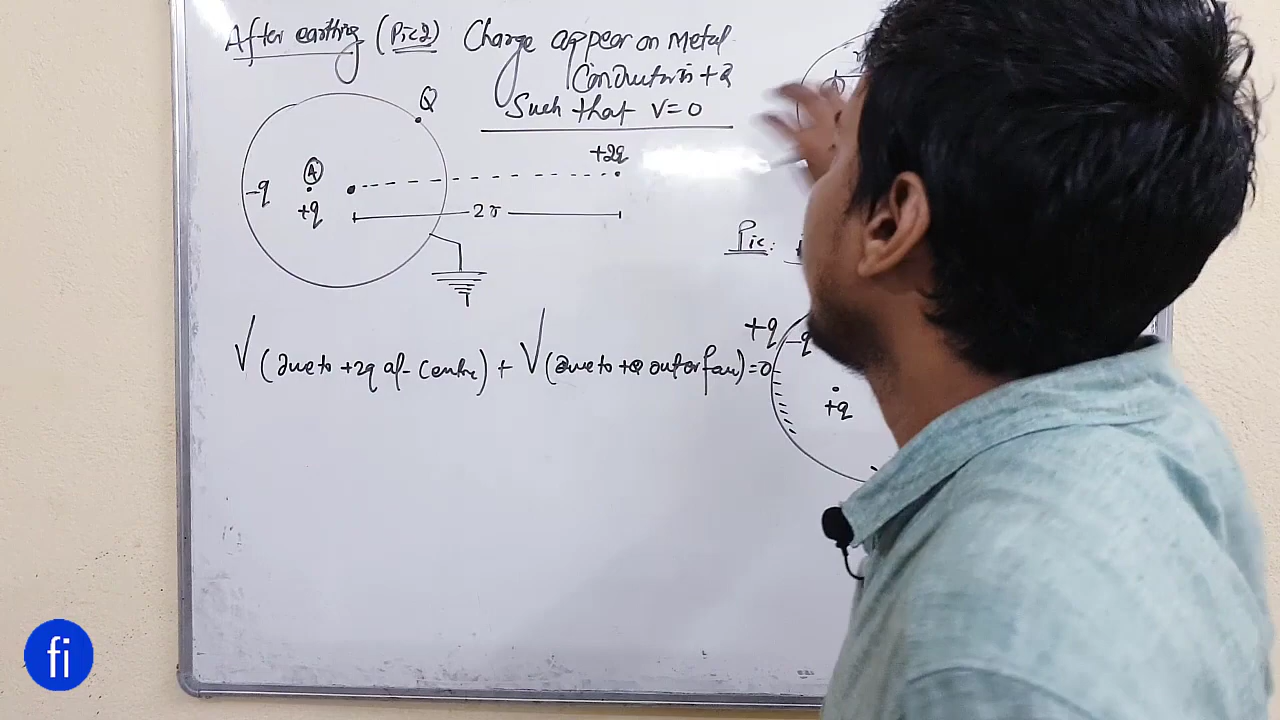 After earthing (Pic2) Charge appear on Metal
Conductor is +Q
Such that V=0
Q
+2q
A
-q
+q
2r
Pic:
V (due to +2q at centre) + V (due to +Q outer face) = 0
+q
-q
+q
fi